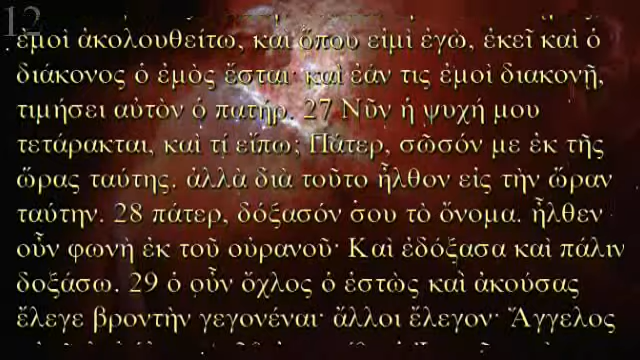 12
ἐμοὶ ἀκολουθείτω, καὶ ὅπου εἰμὶ ἐγὼ, ἐκεῖ καὶ ὁ
διάκονος ὁ ἐμὸς ἔσται· καὶ ἐάν τις ἐμοὶ διακονῇ,
τιμήσει αὐτὸν ὁ πατήρ. 27 Νῦν ἡ ψυχή μου
τετάρακται, καὶ τί εἴπω; Πάτερ, σῶσόν με ἐκ τῆς
ὥρας ταύτης. ἀλλὰ διὰ τοῦτο ἦλθον εἰς τὴν ὥραν
ταύτην. 28 πάτερ, δόξασόν σου τὸ ὄνομα. ἦλθεν
οὖν φωνὴ ἐκ τοῦ οὐρανοῦ· Καὶ ἐδόξασα καὶ πάλιν
δοξάσω. 29 ὁ οὖν ὄχλος ὁ ἑστὼς καὶ ἀκούσας
ἔλεγε βροντὴν γεγονέναι· ἄλλοι ἔλεγον· Ἄγγελος